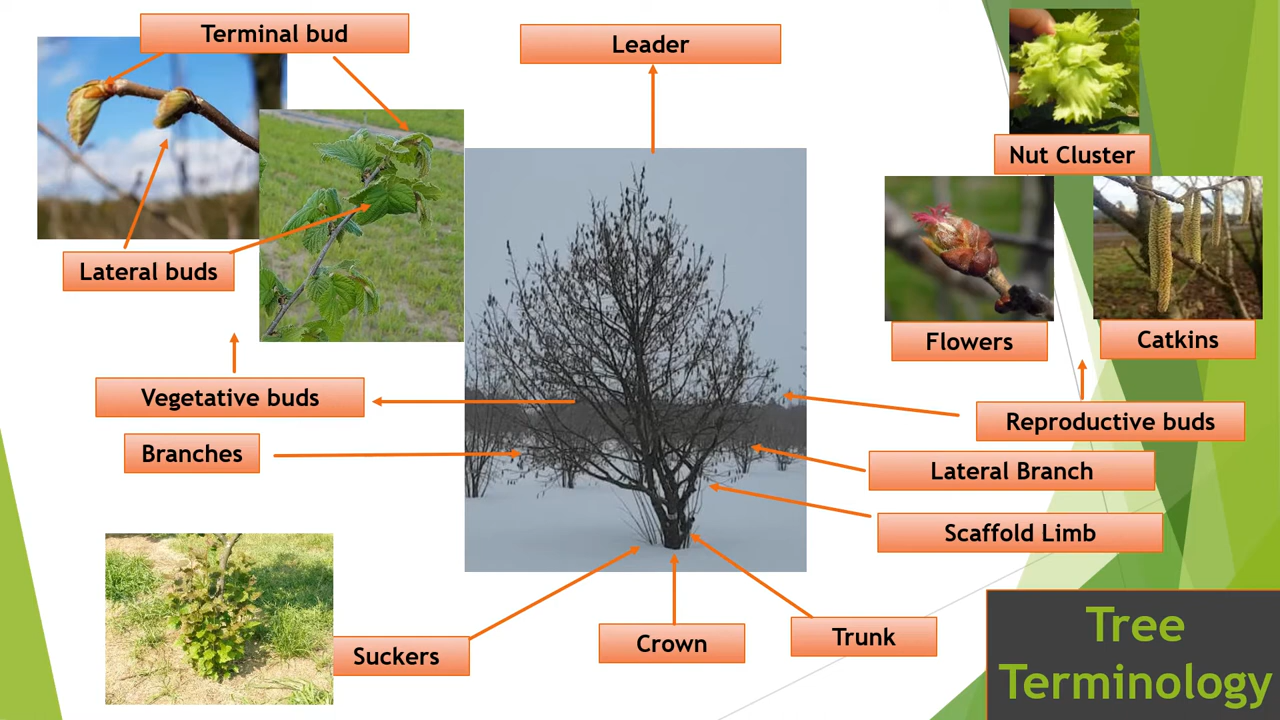 Terminal bud
Leader
Nut Cluster
Lateral buds
Flowers
Catkins
Vegetative buds
Reproductive buds
Branches
Lateral Branch
Scaffold Limb
Suckers
Crown
Trunk
Tree
Terminology